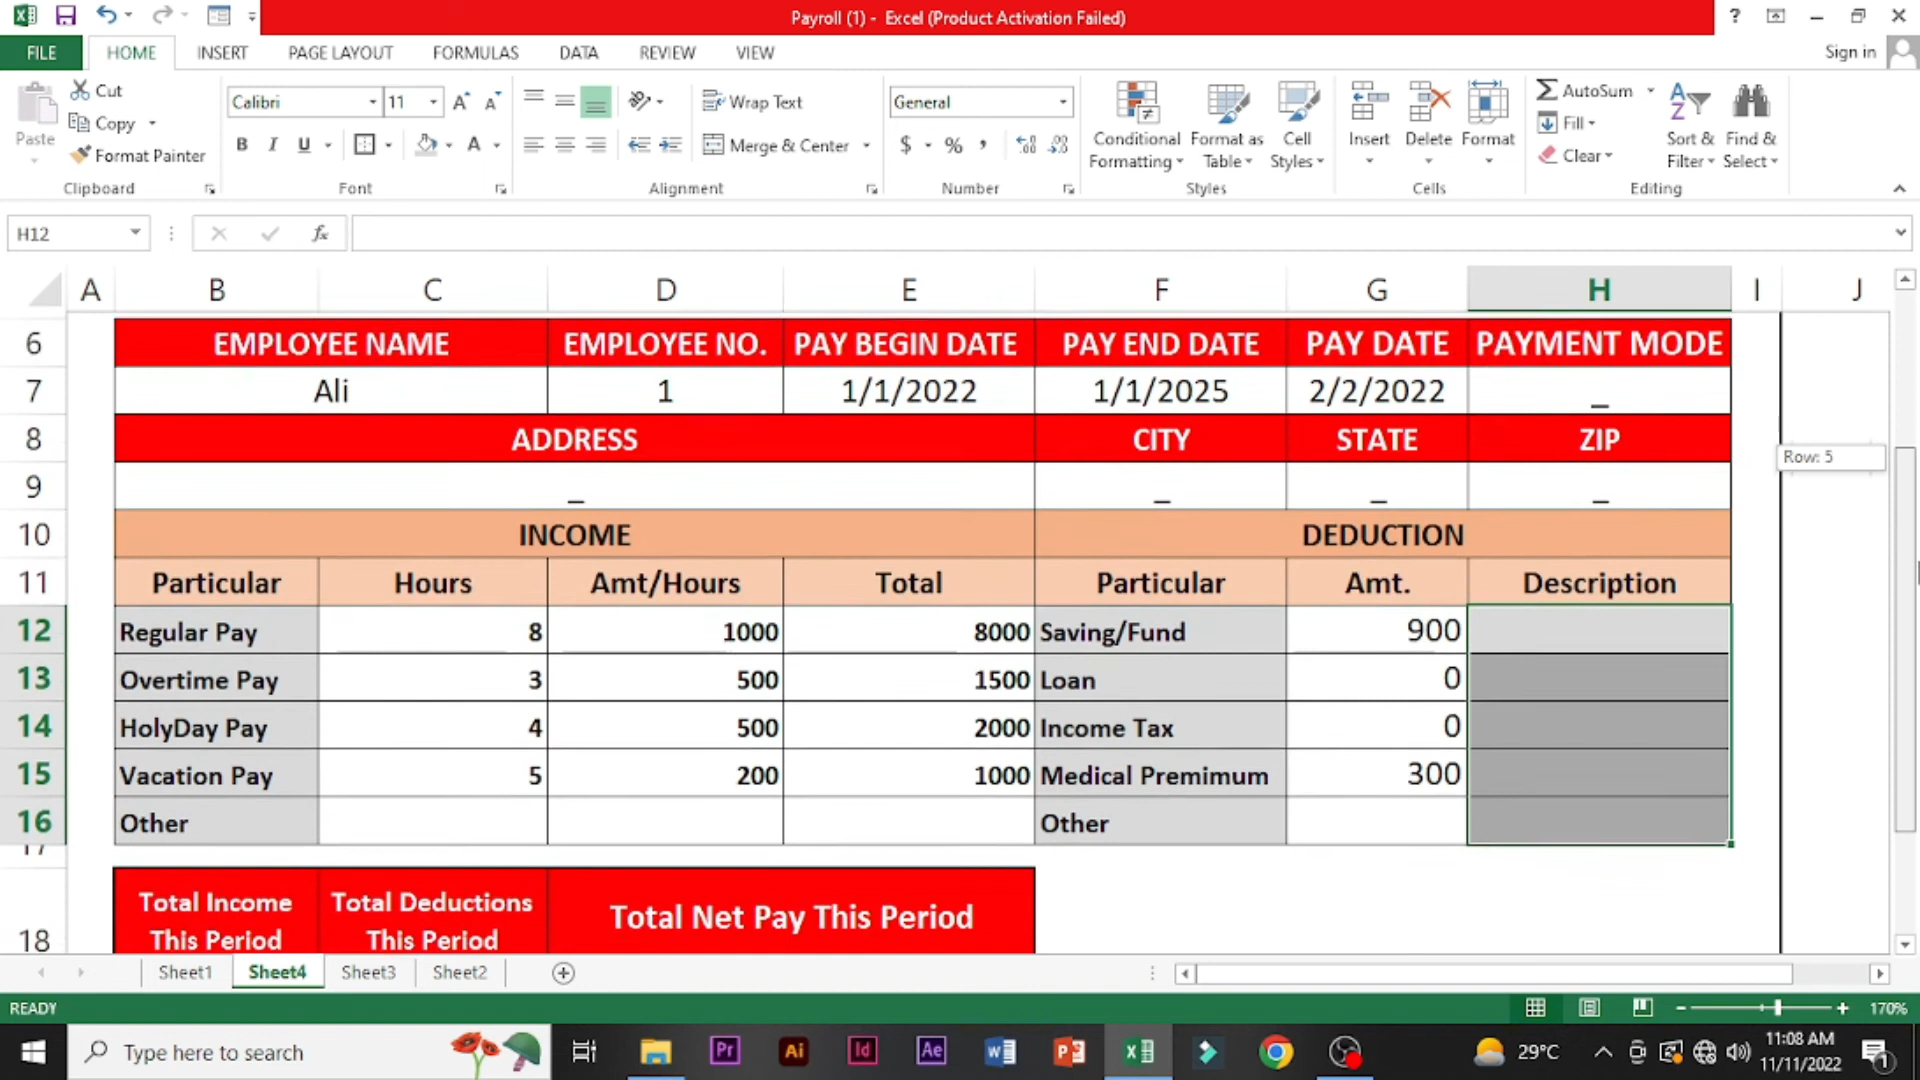 Payroll (1) - Excel (Product Activation Failed)
?
FILE HOME INSERT PAGE LAYOUT FORMULAS DATA REVIEW VIEW Sign in
Paste Cut Copy Format Painter Clipboard
Calibri 11 A A B I U A Font
Wrap Text Merge & Center Alignment
General $ % , Number
Conditional Formatting Format as Table Cell Styles Styles
Insert Delete Format Cells
AutoSum Fill Clear Sort & Filter Find & Select Editing
H12 fx
A B C D E F G H I J
6 EMPLOYEE NAME EMPLOYEE NO. PAY BEGIN DATE PAY END DATE PAY DATE PAYMENT MODE
7 Ali 1 1/1/2022 1/1/2025 2/2/2022 _
8 ADDRESS CITY STATE ZIP
Row: 5
9 _ _ _ _
10 INCOME DEDUCTION
11 Particular Hours Amt/Hours Total Particular Amt. Description
12 Regular Pay 8 1000 8000 Saving/Fund 900
13 Overtime Pay 3 500 1500 Loan 0
14 HolyDay Pay 4 500 2000 Income Tax 0
15 Vacation Pay 5 200 1000 Medical Premimum 300
16 Other Other
17
18 Total Income This Period Total Deductions This Period Total Net Pay This Period
Sheet1 Sheet4 Sheet3 Sheet2
READY 170%
Type here to search Pr Ai Id Ae 29°C 11:08 AM
11/11/2022 1